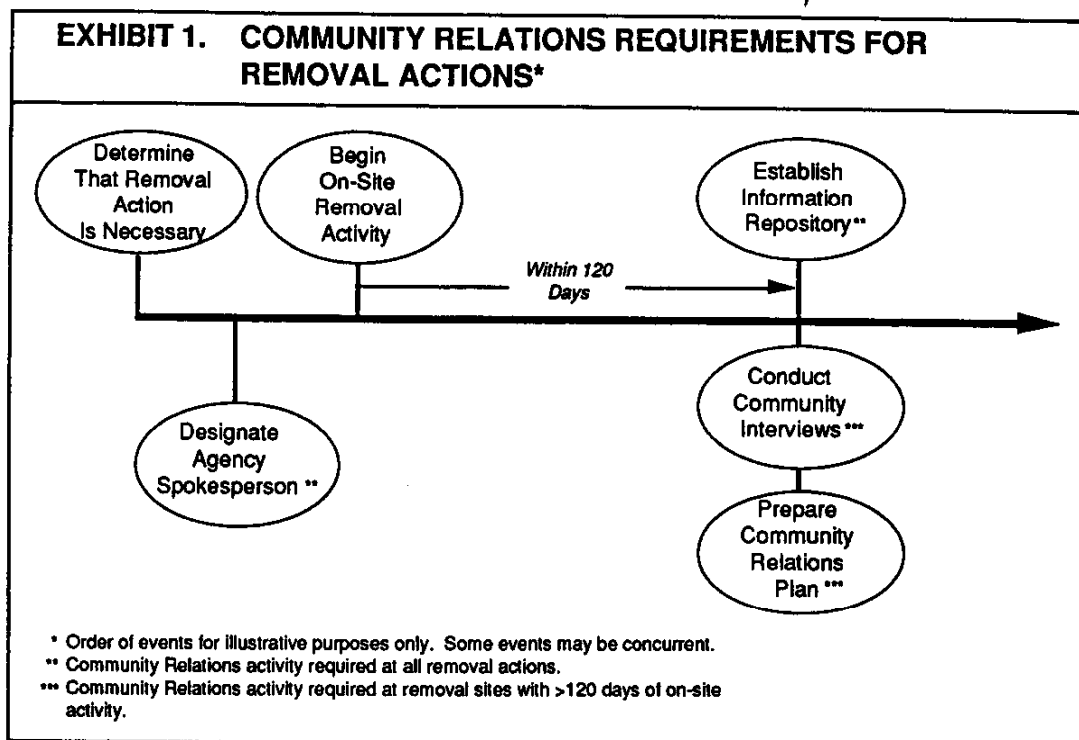 EXHIBIT 1. COMMUNITY RELATIONS REQUIREMENTS FOR
REMOVAL ACTIONS*
Determine
That Removal
Action
Is Necessary
Begin
On-Site
Removal
Activity
Establish
Information
Repository**
Within 120
Days
Designate
Agency
Spokesperson **
Conduct
Community
Interviews ***
Prepare
Community
Relations
Plan ***
* Order of events for illustrative purposes only. Some events may be concurrent.
** Community Relations activity required at all removal actions.
*** Community Relations activity required at removal sites with >120 days of on-site
activity.